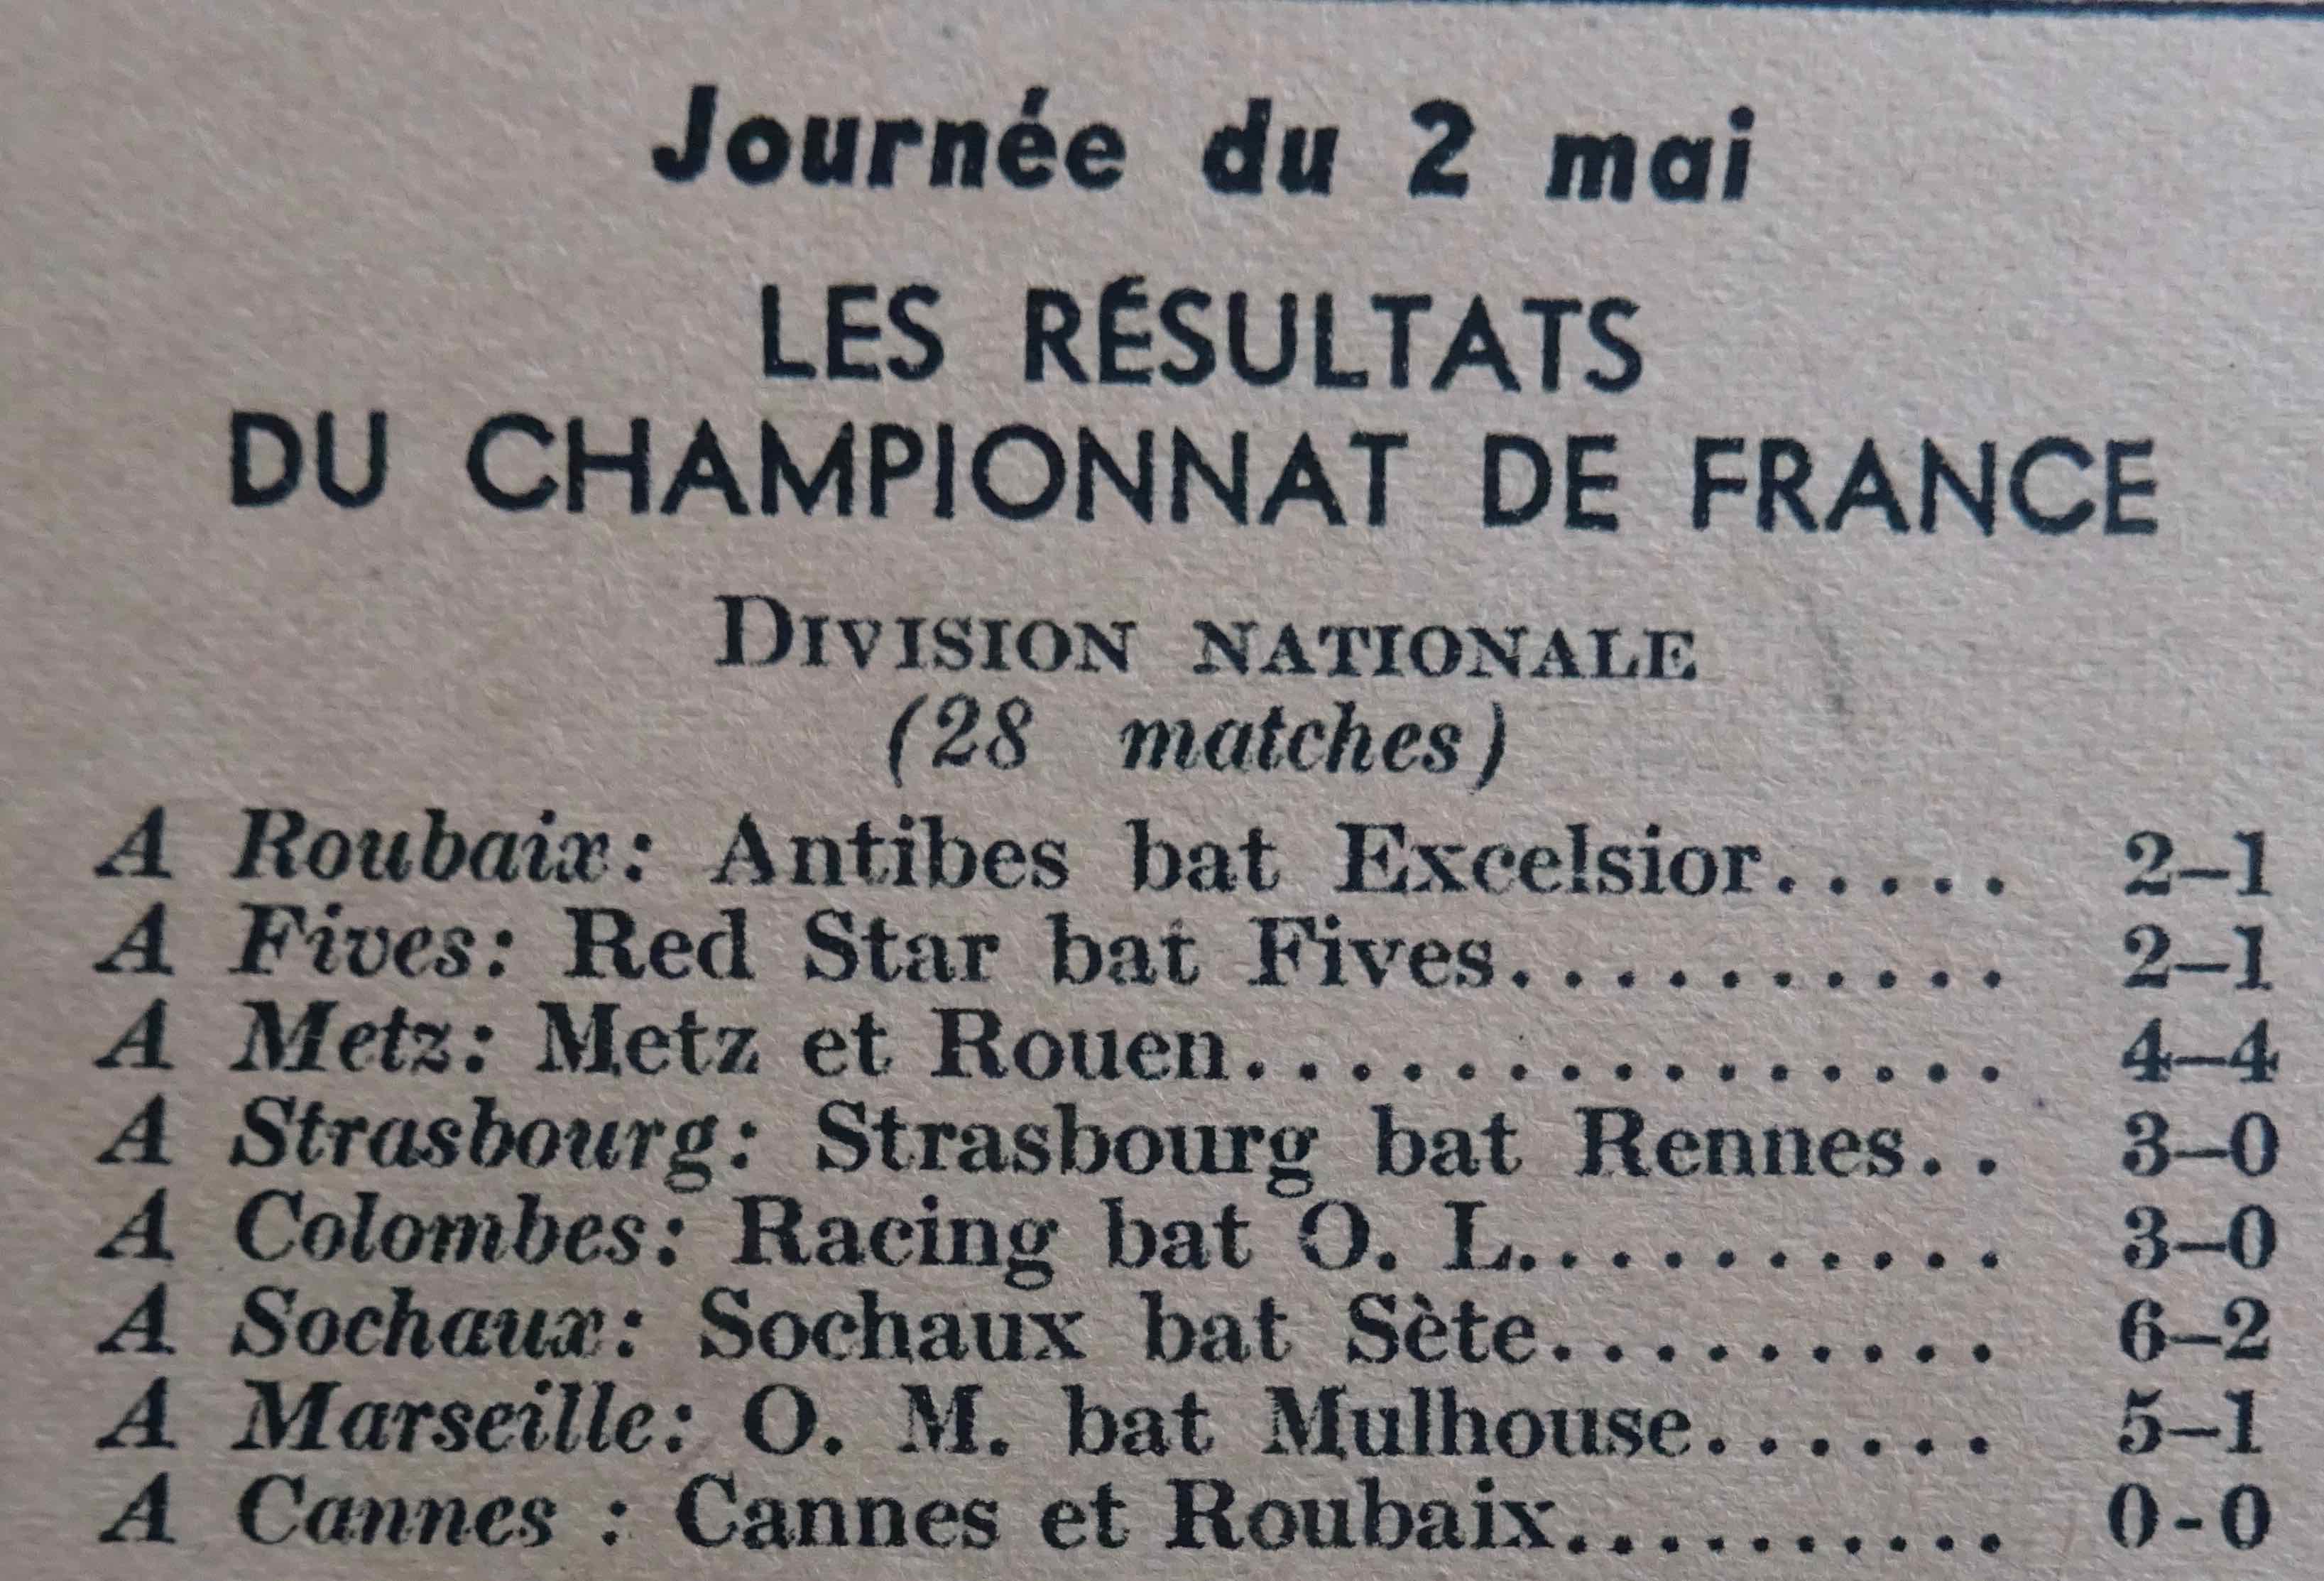 Journée du 2 mai
LES RÉSULTATS
DU CHAMPIONNAT DE FRANCE
DIVISION NATIONALE
(28 matches)
A Roubaix: Antibes bat Excelsior..... 2–1
A Fives: Red Star bat Fives........... 2–1
A Metz: Metz et Rouen................ 4–4
A Strasbourg: Strasbourg bat Rennes.. 3–0
A Colombes: Racing bat O. L.......... 3–0
A Sochaux: Sochaux bat Sète.......... 6–2
A Marseille: O. M. bat Mulhouse...... 5–1
A Cannes : Cannes et Roubaix.......... 0-0